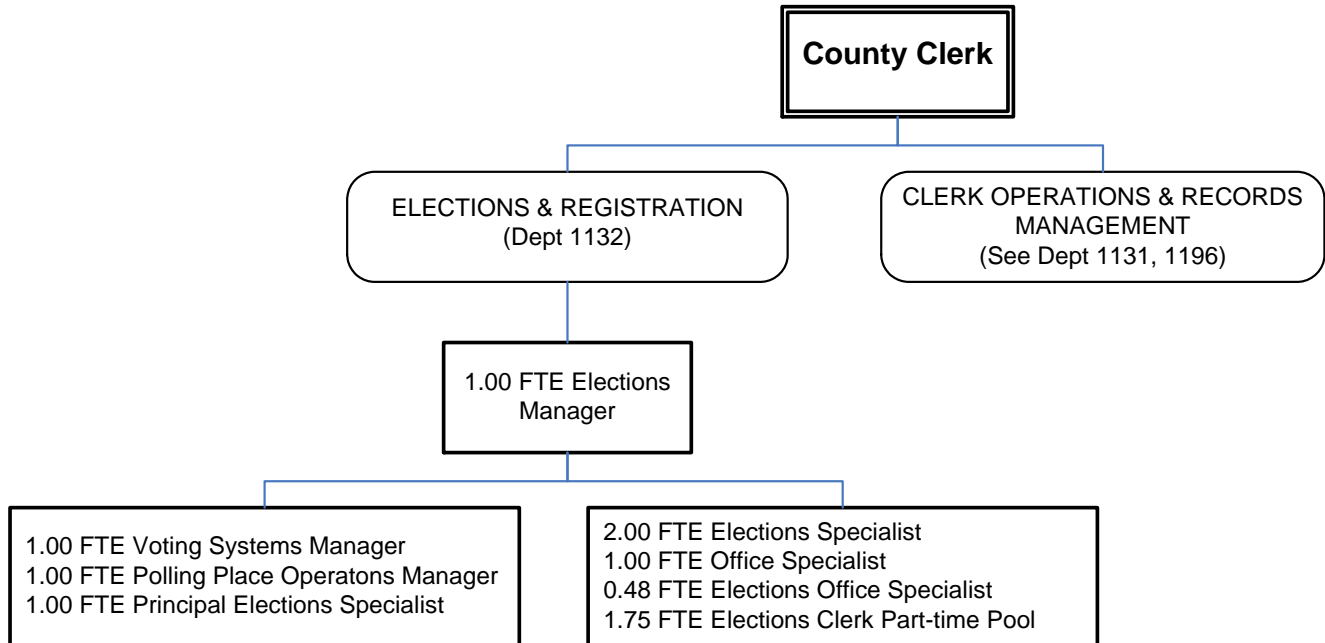 County Clerk
ELECTIONS & REGISTRATION
(Dept 1132)
CLERK OPERATIONS & RECORDS
MANAGEMENT
(See Dept 1131, 1196)
1.00 FTE Elections
Manager
1.00 FTE Voting Systems Manager
1.00 FTE Polling Place Operatons Manager
1.00 FTE Principal Elections Specialist
2.00 FTE Elections Specialist
1.00 FTE Office Specialist
0.48 FTE Elections Office Specialist
1.75 FTE Elections Clerk Part-time Pool